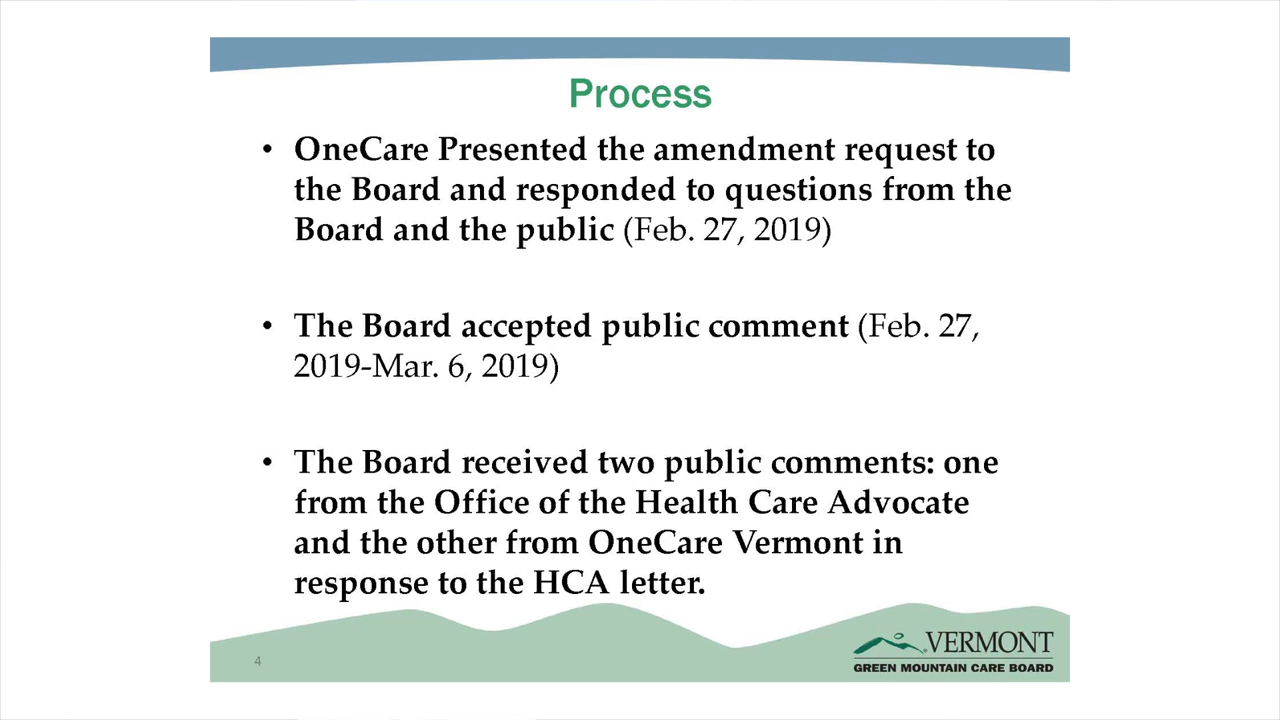 Process
• OneCare Presented the amendment request to
the Board and responded to questions from the
Board and the public (Feb. 27, 2019)
• The Board accepted public comment (Feb. 27,
2019-Mar. 6, 2019)
• The Board received two public comments: one
from the Office of the Health Care Advocate
and the other from OneCare Vermont in
response to the HCA letter.
4
VERMONT
GREEN MOUNTAIN CARE BOARD